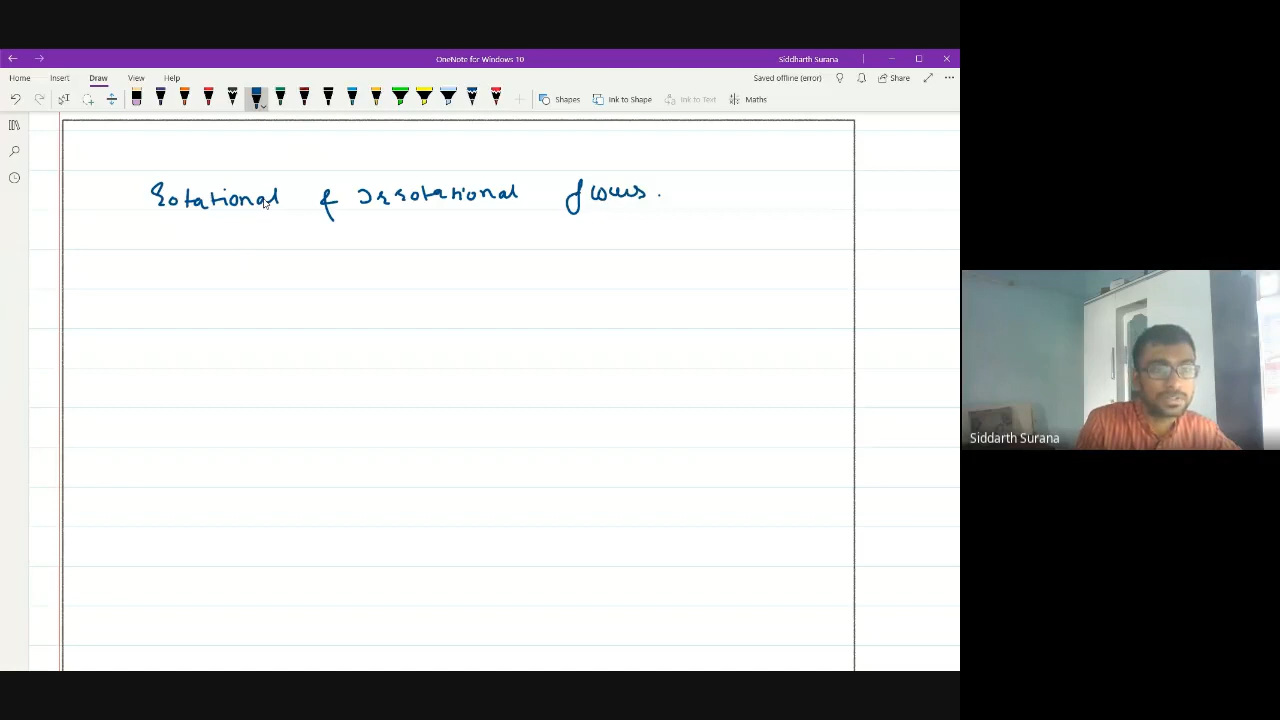 OneNote for Windows 10
Siddharth Surana
Home Insert Draw View Help
Saved offline (error)
Share
Shapes
Ink to Shape
Ink to Text
Maths
Rotational & Irrotational flows.
Siddarth Surana